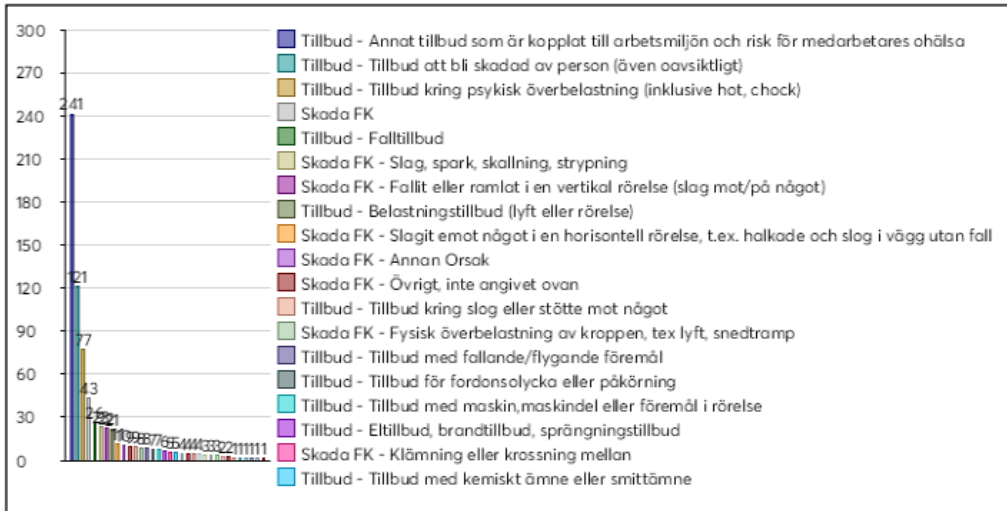 300
270
240
210
180
150
120
90
60
30
0
241
121
77
43
Tillbud - Annat tillbud som är kopplat till arbetsmiljön och risk för medarbetares ohälsa
Tillbud - Tillbud att bli skadad av person (även oavsiktligt)
Tillbud - Tillbud kring psykisk överbelastning (inklusive hot, chock)
Skada FK
Tillbud - Falltillbud
Skada FK - Slag, spark, skallning, strypning
Skada FK - Fallit eller ramlat i en vertikal rörelse (slag mot/på något)
Tillbud - Belastningstillbud (lyft eller rörelse)
Skada FK - Slagit emot något i en horisontell rörelse, t.ex. halkade och slog i vägg utan fall
Skada FK - Annan Orsak
Skada FK - Övrigt, inte angivet ovan
Tillbud - Tillbud kring slog eller stötte mot något
Skada FK - Fysisk överbelastning av kroppen, tex lyft, snedtramp
Tillbud - Tillbud med fallande/flygande föremål
Tillbud - Tillbud för fordonsolycka eller påkörning
Tillbud - Tillbud med maskin,maskindel eller föremål i rörelse
Tillbud - Eltillbud, brandtillbud, sprängningstillbud
Skada FK - Klämning eller krossning mellan
Tillbud - Tillbud med kemiskt ämne eller smittämne